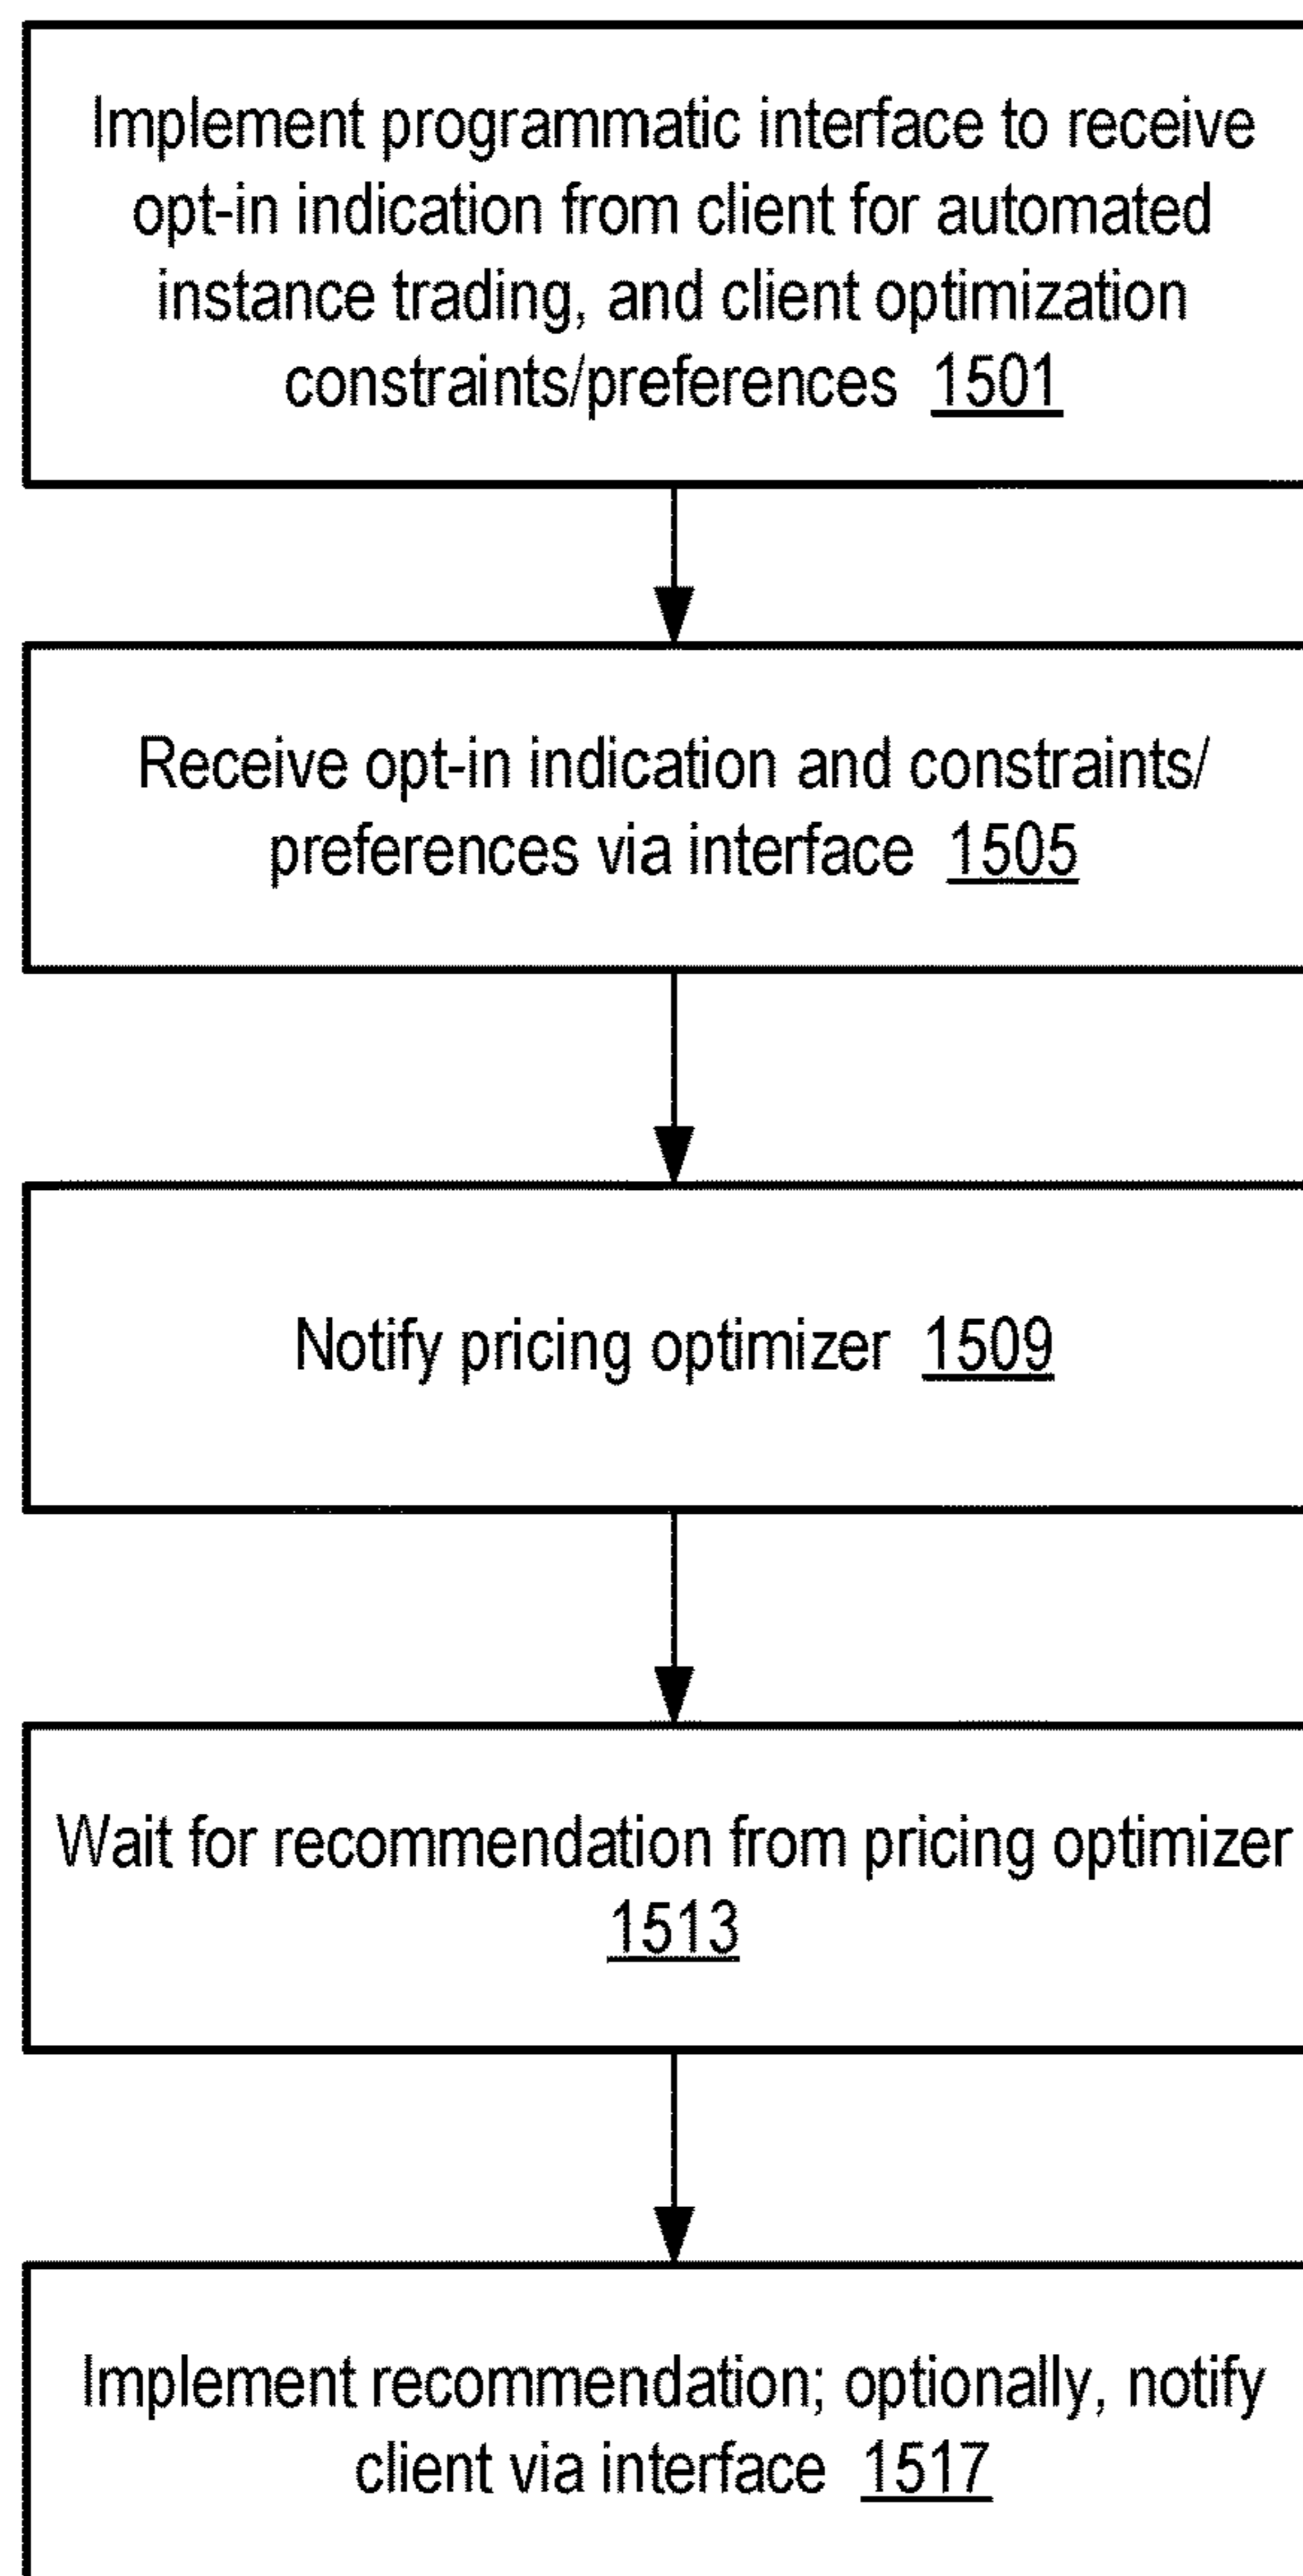 Implement programmatic interface to receive
opt-in indication from client for automated
instance trading, and client optimization
constraints/preferences 1501
Receive opt-in indication and constraints/
preferences via interface 1505
Notify pricing optimizer 1509
Wait for recommendation from pricing optimizer
1513
Implement recommendation; optionally, notify
client via interface 1517